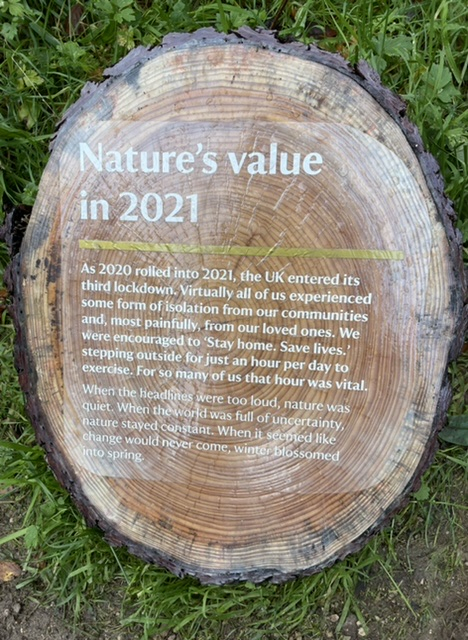 Nature's value
in 2021
As 2020 rolled into 2021, the UK entered its
third lockdown. Virtually all of us experienced
some form of isolation from our communities
and, most painfully, from our loved ones. We
were encouraged to 'Stay home. Save lives.'
stepping outside for just an hour per day to
exercise. For so many of us that hour was vital.
When the headlines were too loud, nature was
quiet. When the world was full of uncertainty,
nature stayed constant. When it seemed like
change would never come, winter blossomed
into spring.